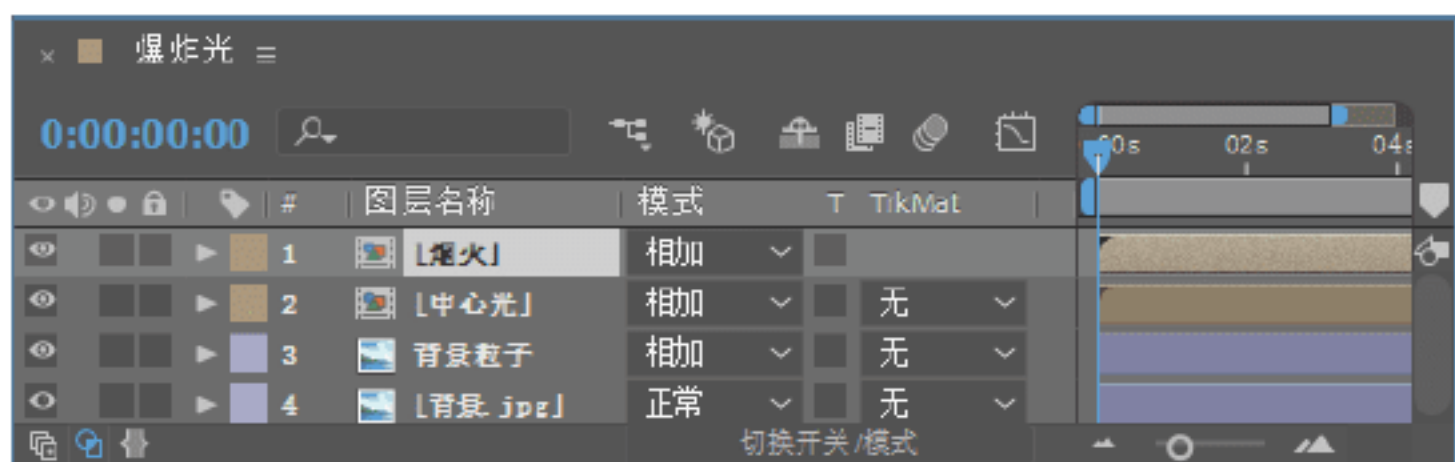 爆炸光
0:00:00:00
:00s 02s 04s
# 图层名称 模式 T TrkMat
1 [烟火] 相加
2 [中心光] 相加 无
3 背景粒子 相加 无
4 [背景.jpg] 正常 无
切换开关/模式